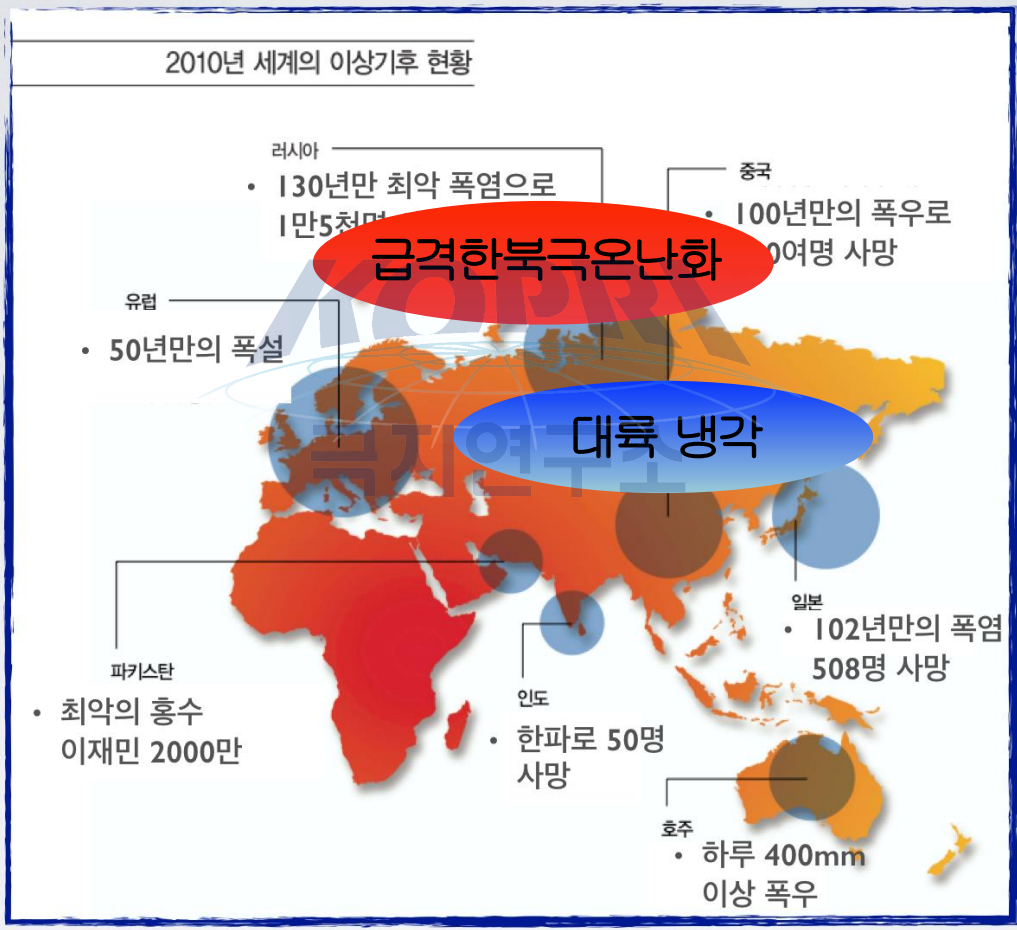 2010년 세계의 이상기후 현황
러시아
• 130년만 최악 폭염으로
1만5천명
중국
• 100년만의 폭우로
0여명 사망
급격한북극온난화
유럽
• 50년만의 폭설
KOPRI
극지연구소
대륙 냉각
일본
• 102년만의 폭염
508명 사망
파키스탄
• 최악의 홍수
이재민 2000만
인도
• 한파로 50명
사망
호주
• 하루 400mm
이상 폭우